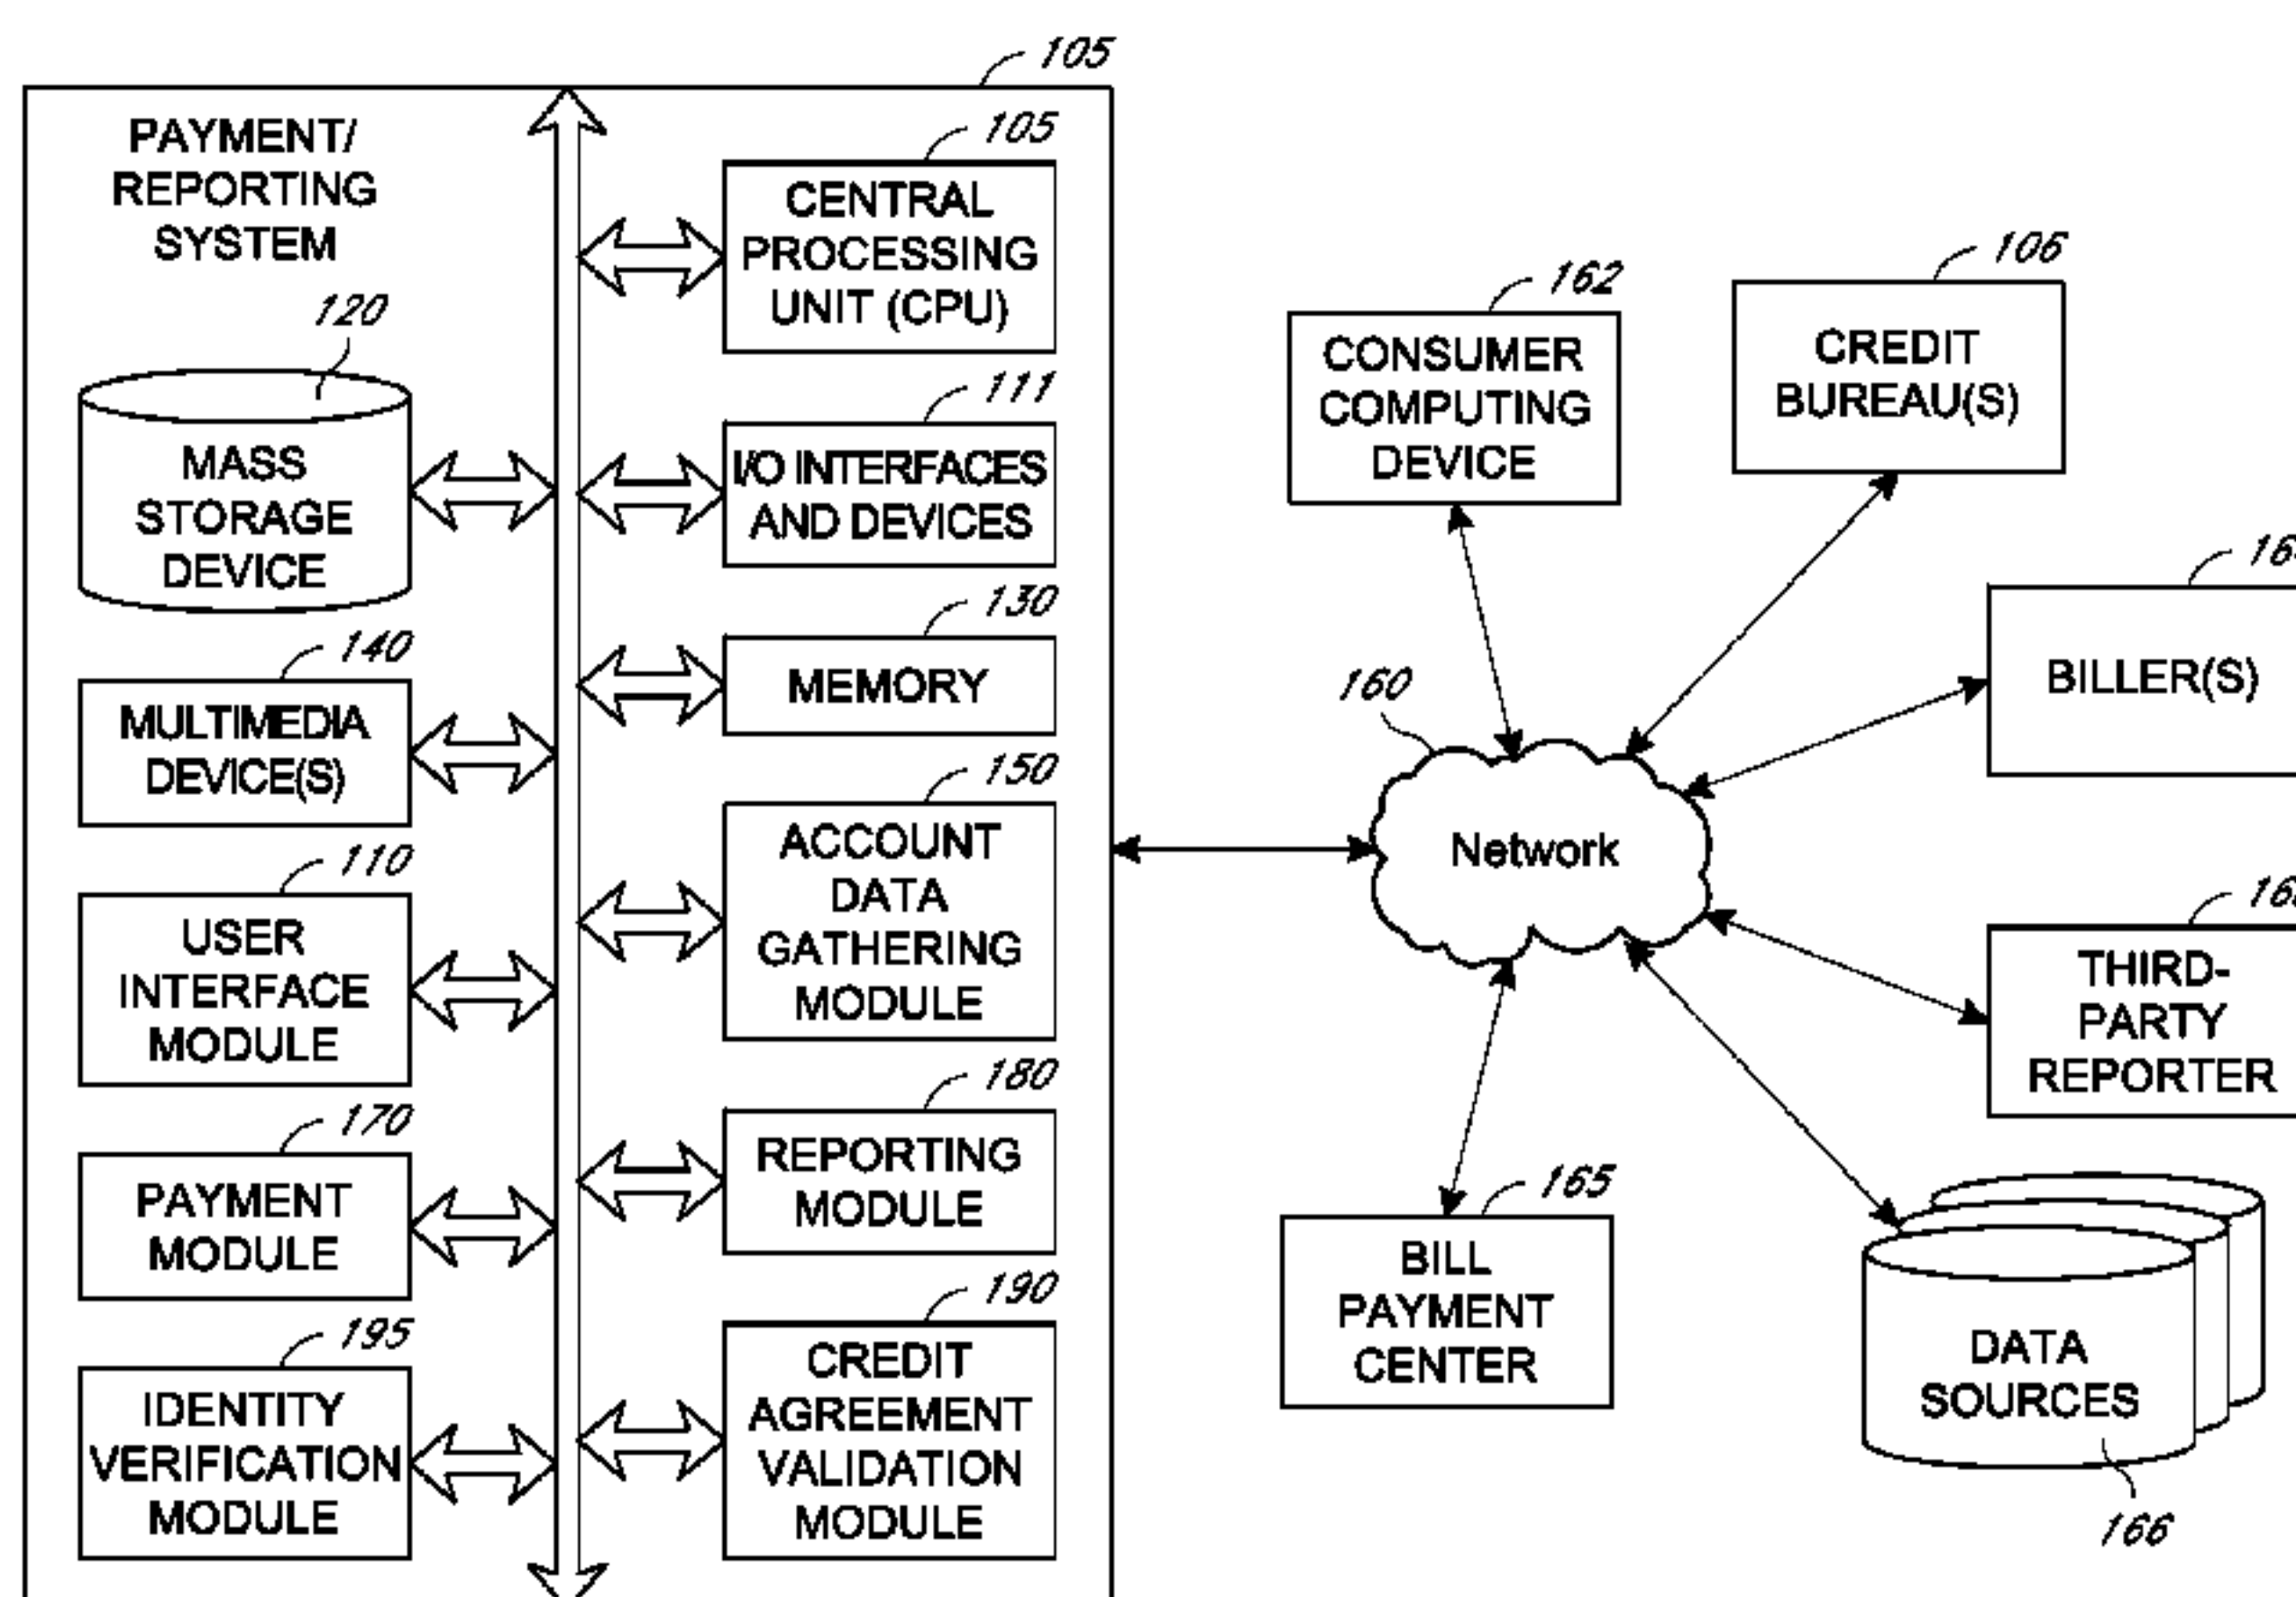 105
PAYMENT/
REPORTING
SYSTEM
105
CENTRAL
PROCESSING
UNIT (CPU)
120
MASS
STORAGE
DEVICE
111
I/O INTERFACES
AND DEVICES
130
MEMORY
140
MULTIMEDIA
DEVICE(S)
150
ACCOUNT
DATA
GATHERING
MODULE
110
USER
INTERFACE
MODULE
180
REPORTING
MODULE
170
PAYMENT
MODULE
190
CREDIT
AGREEMENT
VALIDATION
MODULE
195
IDENTITY
VERIFICATION
MODULE
162
CONSUMER
COMPUTING
DEVICE
106
CREDIT
BUREAU(S)
BILLER(S)
160
Network
THIRD-
PARTY
REPORTER
165
BILL
PAYMENT
CENTER
DATA
SOURCES
166